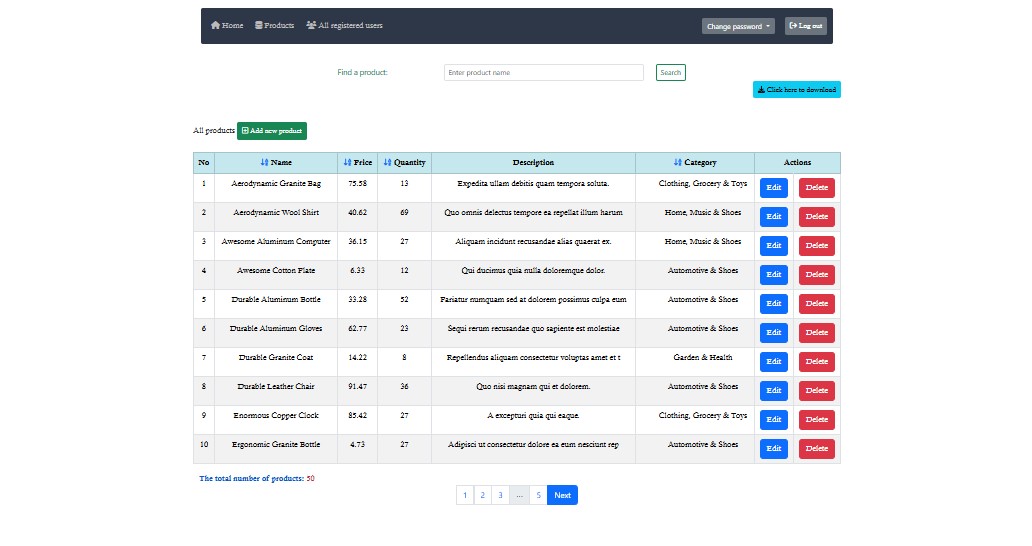 Home Products All registered users Change password Log out
Find a product: Enter product name Search
Click here to download
All products Add new product
No Name Price Quantity Description Category Actions
1 Aerodynamic Granite Bag 75.58 13 Expedita ullam debitis quam tempora soluta. Clothing, Grocery & Toys Edit Delete
2 Aerodynamic Wool Shirt 40.62 69 Quo omnis delectus tempore ea repellat illum harum Home, Music & Shoes Edit Delete
3 Awesome Aluminum Computer 36.15 27 Aliquam incidunt recusandae alias quaerat ex. Home, Music & Shoes Edit Delete
4 Awesome Cotton Plate 6.33 12 Qui ducimus quia nulla doloremque dolor. Automotive & Shoes Edit Delete
5 Durable Aluminum Bottle 33.28 52 Pariatur numquam sed at dolorem possimus culpa eum Automotive & Shoes Edit Delete
6 Durable Aluminum Gloves 62.77 23 Sequi rerum recusandae quo sapiente est molestiae Automotive & Shoes Edit Delete
7 Durable Granite Coat 14.22 8 Repellendus aliquam consectetur voluptas amet et t Garden & Health Edit Delete
8 Durable Leather Chair 91.47 36 Quo nisi magnam qui et dolorem. Automotive & Shoes Edit Delete
9 Enormous Copper Clock 85.42 27 A excepturi quia qui eaque. Clothing, Grocery & Toys Edit Delete
10 Ergonomic Granite Bottle 4.73 27 Adipisci ut consectetur dolore ea eum nesciunt rep Automotive & Shoes Edit Delete
The total number of products: 50
1 2 3 ... 5 Next